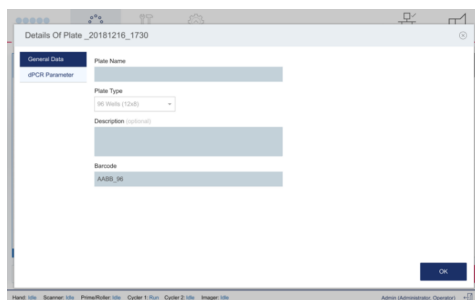 Details Of Plate _20181216_1730
General Data
dPCR Parameter
Plate Name
Plate Type
96 Wells (12x8)
Description (optional)
Barcode
AABB_96
OK
Hand: Idle Scanner: Idle Prime/Roller: Idle Cycler 1: Run Cycler 2: Idle Imager: Idle Admin (Administrator, Operator)